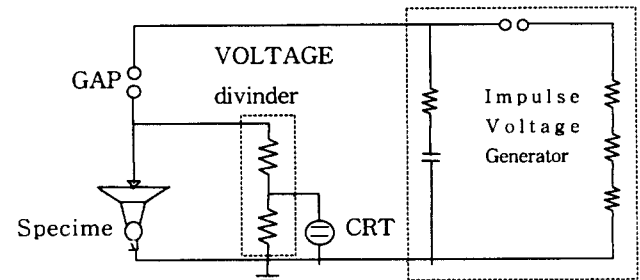 VOLTAGE
divinder
GAP
Impulse
Voltage
Generator
Specime
CRT